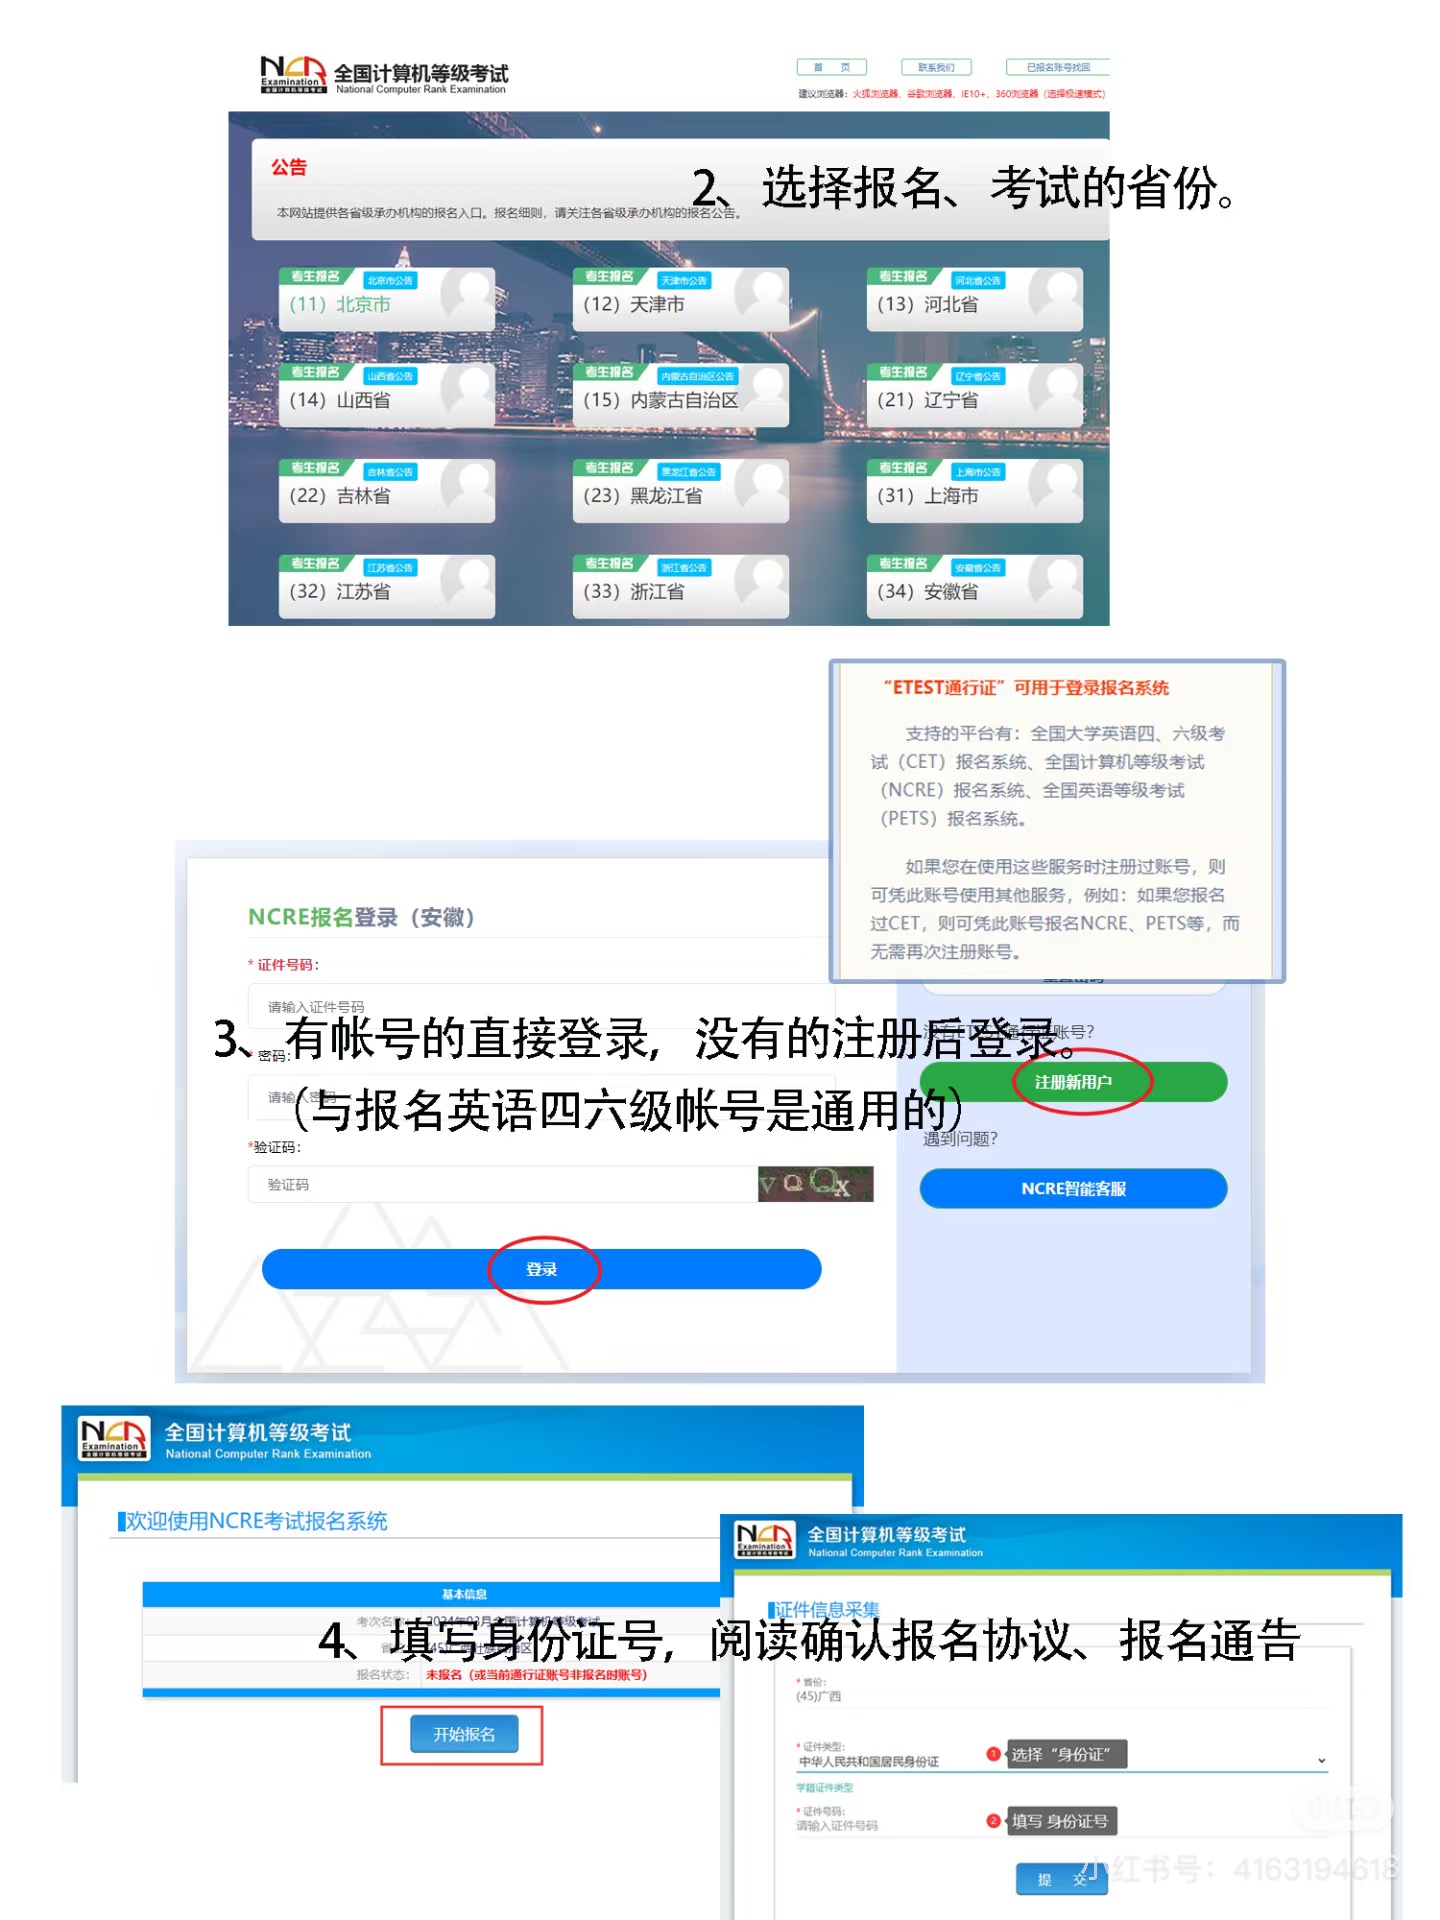 NCR
Examination
全国计算机等级考试
全国计算机等级考试
National Computer Rank Examination
首 页
联系我们
已报名账号找回
建议浏览器：火狐浏览器、谷歌浏览器、IE10+、360浏览器（选择极速模式）
公告
2、选择报名、考试的省份。
本网站提供各省级承办机构的报名入口。报名细则，请关注各省级承办机构的报名公告。
考生报名 北京市公告
（11）北京市
考生报名 天津市公告
（12）天津市
考生报名 河北省公告
（13）河北省
考生报名 山西省公告
（14）山西省
考生报名 内蒙古自治区公告
（15）内蒙古自治区
考生报名 辽宁省公告
（21）辽宁省
考生报名 吉林省公告
（22）吉林省
考生报名 黑龙江省公告
（23）黑龙江省
考生报名 上海市公告
（31）上海市
考生报名 江苏省公告
（32）江苏省
考生报名 浙江省公告
（33）浙江省
考生报名 安徽省公告
（34）安徽省
“ETEST通行证”可用于登录报名系统
支持的平台有：全国大学英语四、六级考
试（CET）报名系统、全国计算机等级考试
（NCRE）报名系统、全国英语等级考试
（PETS）报名系统。
如果您在使用这些服务时注册过账号，则
可凭此账号使用其他服务，例如：如果您报名
过CET，则可凭此账号报名NCRE、PETS等，而
无需再次注册账号。
NCRE报名登录（安徽）
* 证件号码：
请输入证件号码
3、有帐号的直接登录，没有的注册后登录。
密码：
注册新用户
请输入密码
（与报名英语四六级帐号是通用的）
遇到问题？
*验证码：
验证码
V Q Q X
NCRE智能客服
登录
NCR
Examination
全国计算机等级考试
National Computer Rank Examination
欢迎使用NCRE考试报名系统
NCR
Examination
全国计算机等级考试
National Computer Rank Examination
基本信息
证件信息采集
考次名称：2024年03月全国计算机等级考试
4、填写身份证号，阅读确认报名协议、报名通告
报名状态：未报名（或当前通行证账号非报名时账号）
开始报名
* 省份：
(45)广西
* 证件类型：
中华人民共和国居民身份证
1 选择“身份证”
学籍证件类型
* 证件号码：
请输入证件号码
2 填写 身份证号
提 交
小红书
小红书号：4163194618